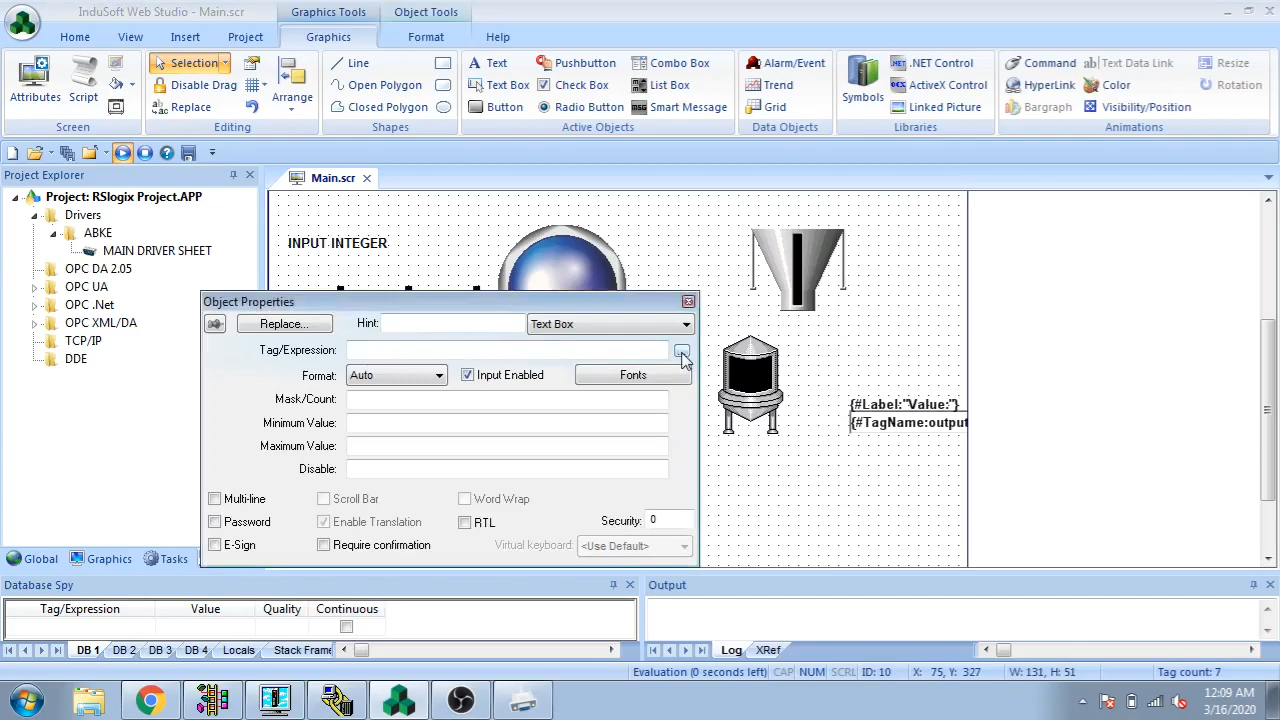 InduSoft Web Studio - Main.scr
Graphics Tools
Object Tools
Home
View
Insert
Project
Graphics
Format
Help
Attributes
Script
Screen
Selection
Disable Drag
Replace
Arrange
Editing
Line
Open Polygon
Closed Polygon
Shapes
Text
Text Box
Button
Pushbutton
Check Box
Radio Button
Combo Box
List Box
Smart Message
Active Objects
Alarm/Event
Trend
Grid
Data Objects
Symbols
.NET Control
ActiveX Control
Linked Picture
Libraries
Command
HyperLink
Bargraph
Text Data Link
Color
Visibility/Position
Resize
Rotation
Animations
Project Explorer
Main.scr
Project: RSlogix Project.APP
Drivers
ABKE
MAIN DRIVER SHEET
OPC DA 2.05
OPC UA
OPC .Net
OPC XML/DA
TCP/IP
DDE
INPUT INTEGER
{#Label:"Value:"}
{#TagName:output
Object Properties
Replace...
Hint:
Text Box
Tag/Expression:
...
Format:
Auto
Input Enabled
Fonts
Mask/Count:
Minimum Value:
Maximum Value:
Disable:
Multi-line
Scroll Bar
Word Wrap
Password
Enable Translation
RTL
Security:
0
E-Sign
Require confirmation
Virtual keyboard:
<Use Default>
Global
Graphics
Tasks
Database Spy
Output
Tag/Expression
Value
Quality
Continuous
DB 1
DB 2
DB 3
DB 4
Locals
Stack Frame
Log
XRef
Evaluation (0 seconds left)
CAP
NUM
SCRL
ID: 10
X: 75, Y: 327
W: 131, H: 51
Tag count: 7
12:09 AM
3/16/2020